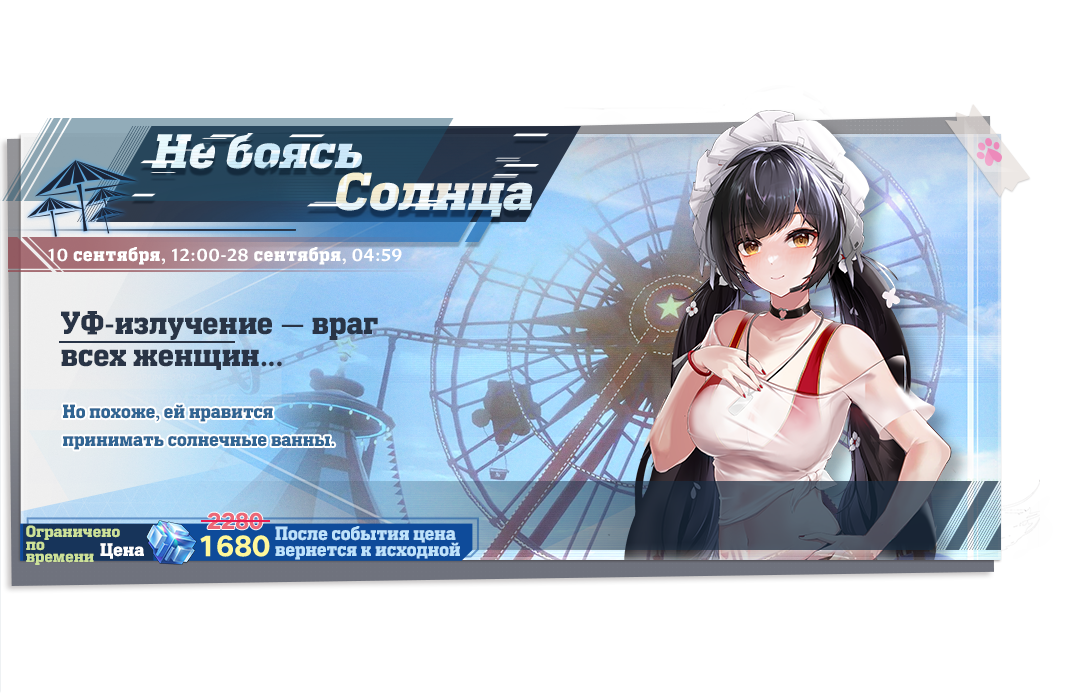 Не боясь
Солнца
10 сентября, 12:00-28 сентября, 04:59
УФ-излучение — враг
всех женщин...
Но похоже, ей нравится
принимать солнечные ванны.
Ограничено
по
времени
Цена
2280
1680
После события цена
вернется к исходной